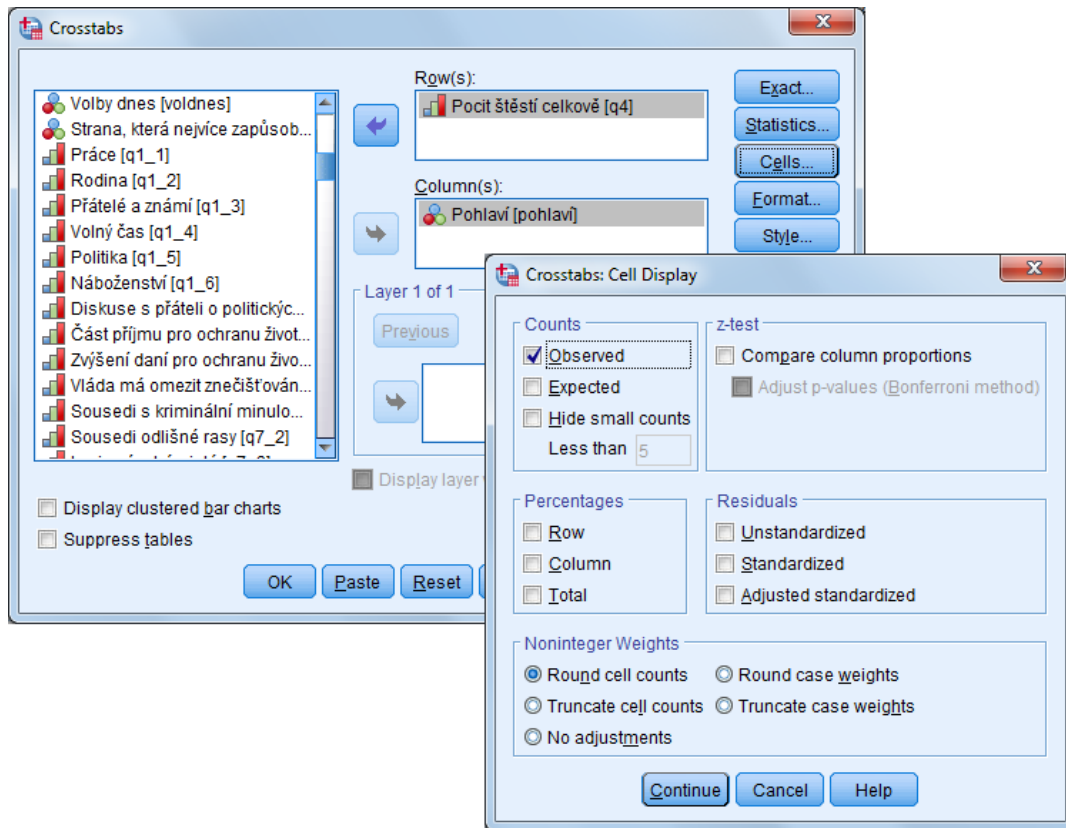 Crosstabs
Volby dnes [voldnes]
Strana, která nejvíce zapůsob...
Práce [q1_1]
Rodina [q1_2]
Přátelé a známí [q1_3]
Volný čas [q1_4]
Politika [q1_5]
Náboženství [q1_6]
Diskuse s přáteli o politickýc...
Část příjmu pro ochranu život...
Zvýšení daní pro ochranu živo...
Vláda má omezit znečišťován...
Sousedi s kriminální minulo...
Sousedi odlišné rasy [q7_2]
Row(s):
Pocit štěstí celkově [q4]
Column(s):
Pohlaví [pohlaví]
Layer 1 of 1
Previous
Display layer
Exact...
Statistics...
Cells...
Format...
Style...
Display clustered bar charts
Suppress tables
OK
Paste
Reset
Crosstabs: Cell Display
Counts
Observed
Expected
Hide small counts
Less than 5
z-test
Compare column proportions
Adjust p-values (Bonferroni method)
Percentages
Row
Column
Total
Residuals
Unstandardized
Standardized
Adjusted standardized
Noninteger Weights
Round cell counts
Round case weights
Truncate cell counts
Truncate case weights
No adjustments
Continue
Cancel
Help